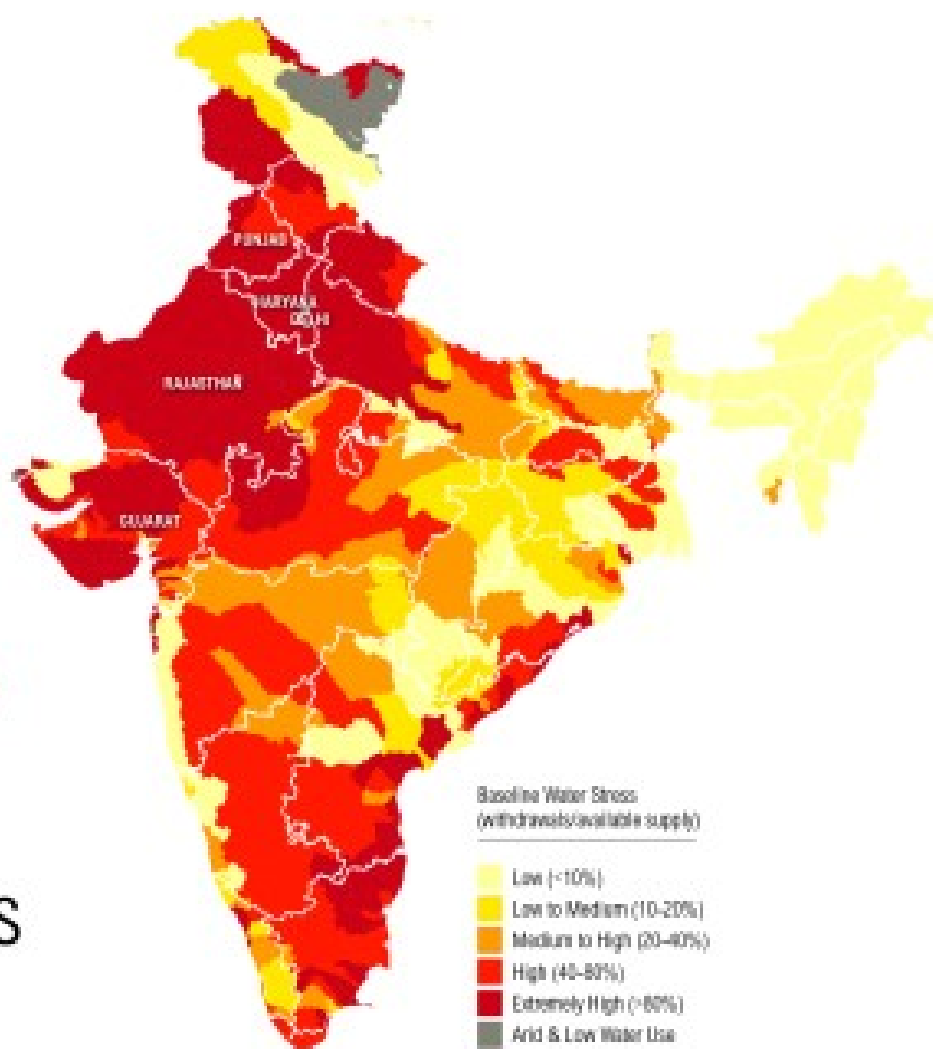 PUNJAB
HARYANA
DELHI
RAJASTHAN
GUJARAT
Baseline Water Stress
(withdrawals/available supply)
Low (<10%)
Low to Medium (10-20%)
Medium to High (20-40%)
High (40-80%)
Extremely High (>80%)
Arid & Low Water Use
S